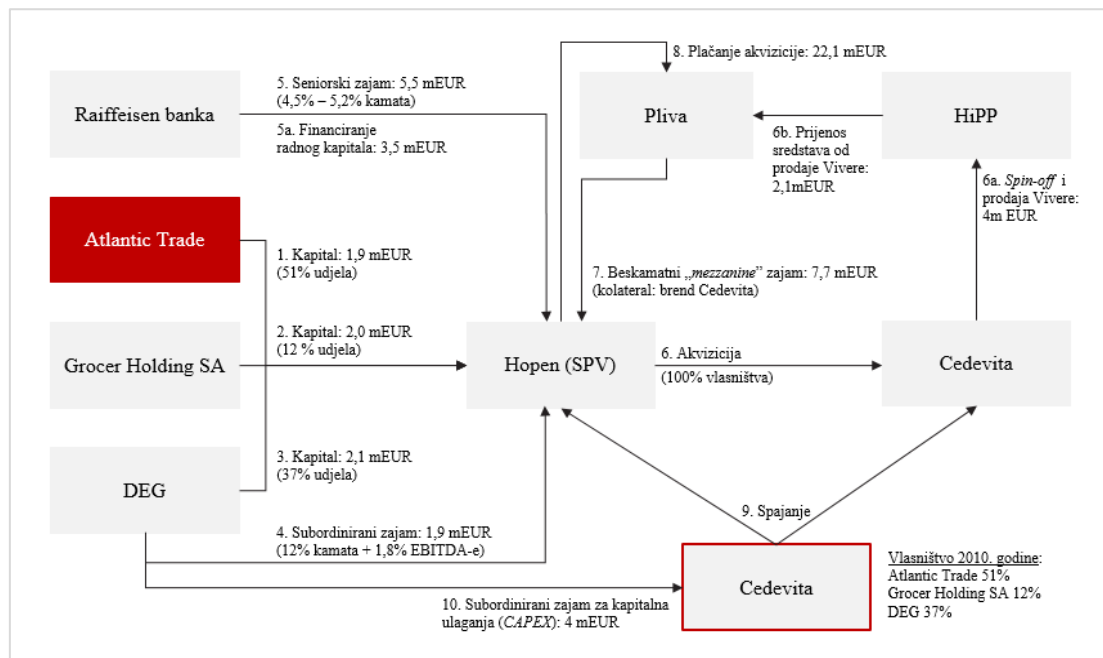 8. Plačanje akvizicije: 22,1 mEUR
5. Seniorski zajam: 5,5 mEUR
(4,5% – 5,2% kamata)
Raiffeisen banka
5a. Financiranje
radnog kapitala: 3,5 mEUR
Pliva
6b. Prijenos
sredstava od
prodaje Vivere:
2,1mEUR
HiPP
6a. Spin-off i
prodaja Vivere:
4m EUR
Atlantic Trade
1. Kapital: 1,9 mEUR
(51% udjela)
7. Beskamatni „mezzanine” zajam: 7,7 mEUR
(kolateral: brend Cedevita)
Grocer Holding SA
2. Kapital: 2,0 mEUR
(12 % udjela)
Hopen (SPV)
6. Akvizicija
(100% vlasništva)
Cedevita
DEG
3. Kapital: 2,1 mEUR
(37% udjela)
4. Subordinirani zajam: 1,9 mEUR
(12% kamata + 1,8% EBITDA-e)
9. Spajanje
10. Subordinirani zajam za kapitalna
ulaganja (CAPEX): 4 mEUR
Cedevita
Vlasništvo 2010. godine:
Atlantic Trade 51%
Grocer Holding SA 12%
DEG 37%